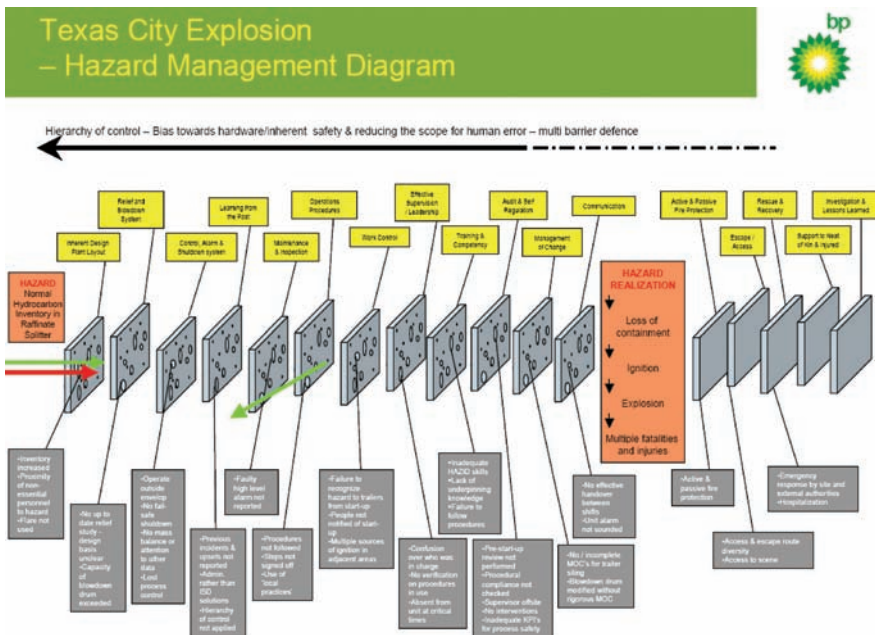 Texas City Explosion
– Hazard Management Diagram
bp
Hierarchy of control – Bias towards hardware/inherent safety & reducing the scope for human error – multi barrier defence
Inherent Design
Plant Layout
Relief and
Blowdown
System
Control, Alarm &
Shutdown system
Learning from
the Past
Maintenance
& Inspection
Operations
Procedures
Work Control
Effective
Supervision
/ Leadership
Training &
Competency
Audit & Self
Regulation
Management
of Change
Communication
Active & Passive
Fire Protection
Escape /
Access
Rescue &
Recovery
Support to Next
of Kin & Injured
Investigation &
Lessons Learned
HAZARD
Normal
Hydrocarbon
Inventory in
Raffinate
Splitter
HAZARD
REALIZATION
Loss of
containment
Ignition
Explosion
Multiple fatalities
and injuries
•Inventory
increased
•Proximity
of non-
essential
personnel
to hazard
•Flare not
used
•No up to
date relief
study -
design
basis
unclear
•Capacity
of
blowdown
drum
exceeded
•Operate
outside
envelop
•No fail-
safe
shutdown
•No mass
balance or
attention to
other data
•Lost
process
control
•Previous
incidents &
upsets not
reported
•Admin.
rather than
ISD
solutions
•Hierarchy
of control
not applied
•Faulty
high level
alarm not
reported
•Procedures
not followed
•Steps not
signed off
•Use of
'local
practices'
•Failure to
recognize
hazard to
trailers from
start-up
•People not
notified of
start-up
•Multiple sources
of ignition in
adjacent areas
•Confusion
over who was
in charge
•No verification
on procedures
in use
•Absent from
unit at critical
times
•Inadequate
HAZID skills
•Lack of
underpinning
knowledge
•Failure to
follow
procedures
•Pre-start-up
review not
performed
•Procedural
compliance not
checked
•Supervisor offsite
•No interventions
•Inadequate KPI's
for process safety
•No / incomplete
MOC's for trailer
siting
•Blowdown drum
modified without
rigorous MOC
•No effective
handover
between
shifts
•Unit alarm
not sounded
•Active &
passive fire
protection
•Access & escape route
diversity
•Access to scene
•Emergency
response by site and
external authorities
•Hospitalization